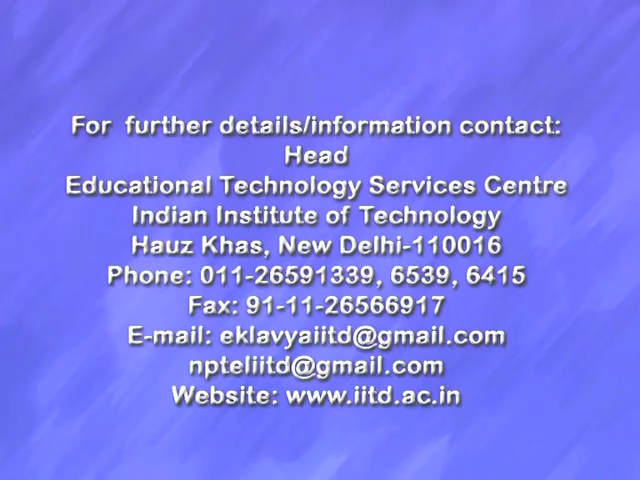 For further details/information contact:
Head
Educational Technology Services Centre
Indian Institute of Technology
Hauz Khas, New Delhi-110016
Phone: 011-26591339, 6539, 6415
Fax: 91-11-26566917
E-mail: eklavyaiitd@gmail.com
npteliitd@gmail.com
Website: www.iitd.ac.in